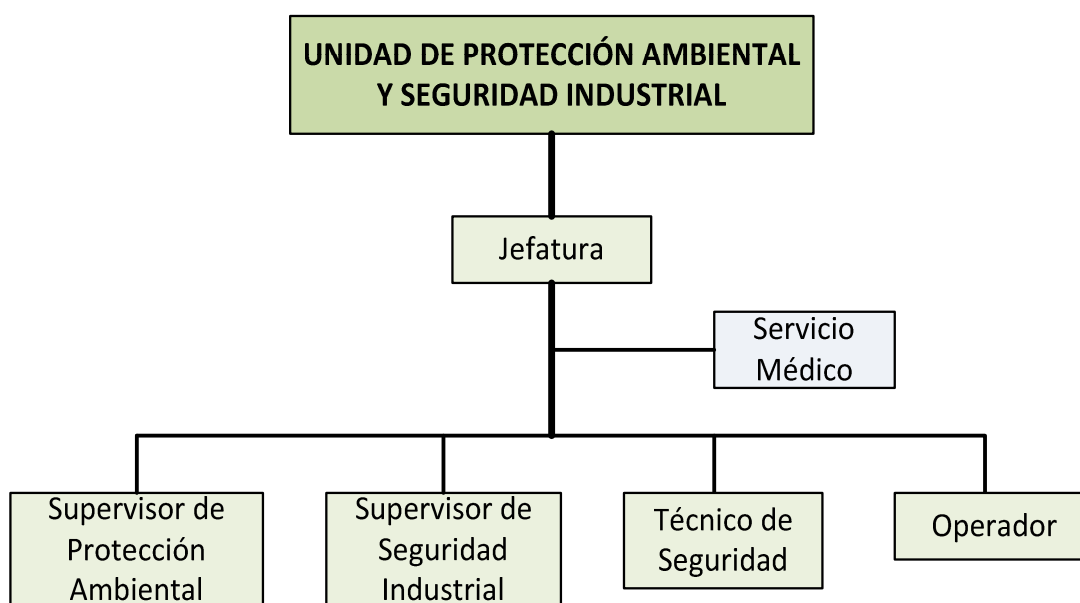 UNIDAD DE PROTECCIÓN AMBIENTAL
Y SEGURIDAD INDUSTRIAL
Jefatura
Servicio
Médico
Supervisor de
Protección
Ambiental
Supervisor de
Seguridad
Industrial
Técnico de
Seguridad
Operador